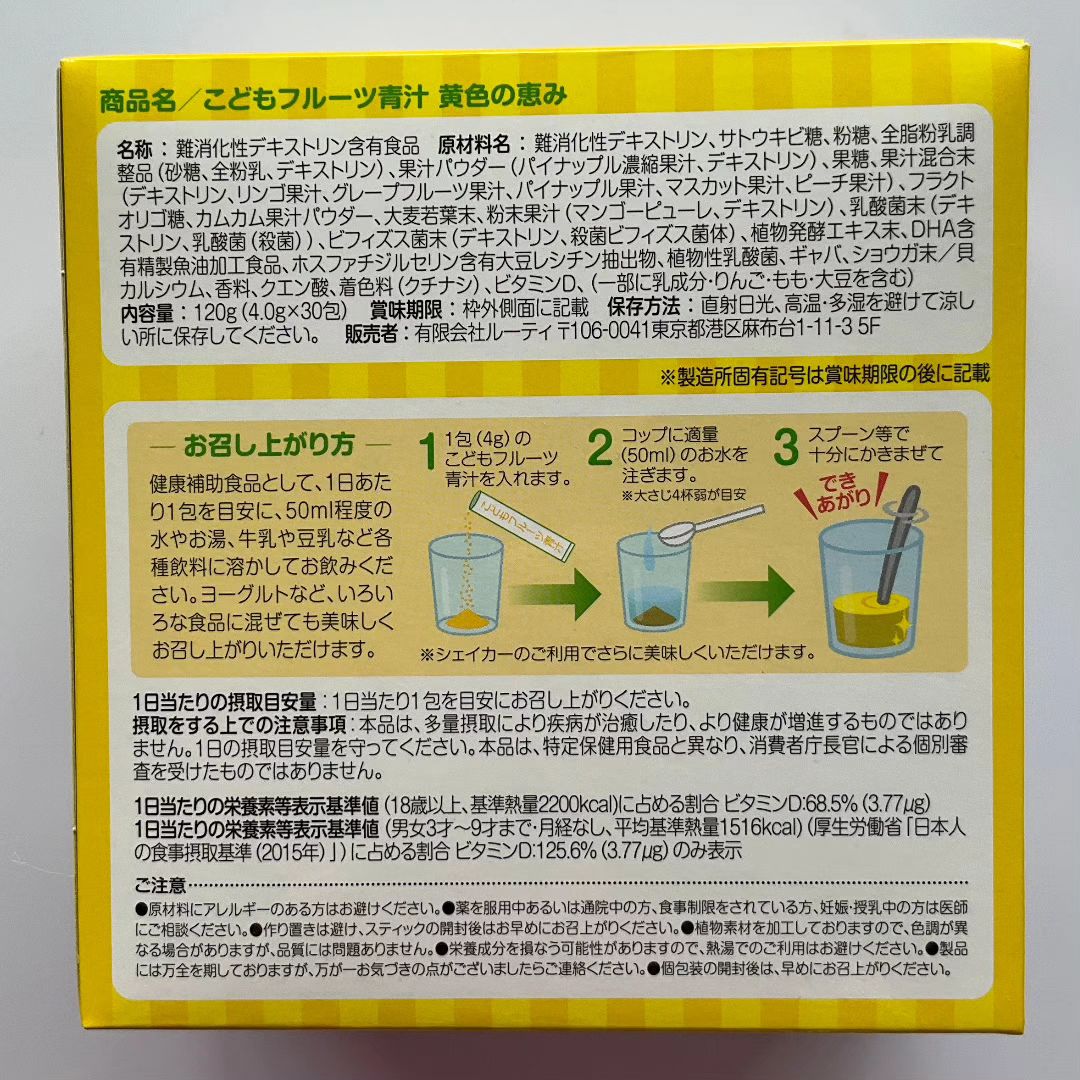 商品名／こどもフルーツ青汁 黄色の恵み
名称：難消化性デキストリン含有食品 原材料名：難消化性デキストリン、サトウキビ糖、粉糖、全脂粉乳調
整品(砂糖、全粉乳、デキストリン)、果汁パウダー(パイナップル濃縮果汁、デキストリン)、果糖、果汁混合末
(デキストリン、リンゴ果汁、グレープフルーツ果汁、パイナップル果汁、マスカット果汁、ピーチ果汁)、フラクト
オリゴ糖、カムカム果汁パウダー、大麦若葉末、粉末果汁(マンゴーピューレ、デキストリン)、乳酸菌末(デキ
ストリン、乳酸菌(殺菌))、ビフィズス菌末(デキストリン、殺菌ビフィズス菌体)、植物発酵エキス末、DHA含
有精製魚油加工食品、ホスファチジルセリン含有大豆レシチン抽出物、植物性乳酸菌、ギャバ、ショウガ末／貝
カルシウム、香料、クエン酸、着色料(クチナシ)、ビタミンD、(一部に乳成分・りんご・もも・大豆を含む)
内容量：120g(4.0g×30包) 賞味期限：枠外側面に記載 保存方法：直射日光、高温・多湿を避けて涼し
い所に保存してください。 販売者：有限会社ルーティ〒106-0041東京都港区麻布台1-11-3 5F
※製造所固有記号は賞味期限の後に記載
お召し上がり方
健康補助食品として、1日あた
り1包を目安に、50ml程度の
水やお湯、牛乳や豆乳など各
種飲料に溶かしてお飲みくだ
さい。ヨーグルトなど、いろい
ろな食品に混ぜても美味しく
お召し上がりいただけます。
1 1包(4g)の
こどもフルーツ
青汁を入れます。
こどもフルーツ青汁
2 コップに適量
(50ml)のお水を
注ぎます。
※大さじ4杯弱が目安
3 スプーン等で
十分にかきまぜて
でき
あがり
※シェイカーのご利用でさらに美味しくいただけます。
1日当たりの摂取目安量：1日当たり1包を目安にお召し上がりください。
摂取をする上での注意事項：本品は、多量摂取により疾病が治癒したり、より健康が増進するものではあり
ません。1日の摂取目安量を守ってください。本品は、特定保健用食品と異なり、消費者庁長官による個別審
査を受けたものではありません。
1日当たりの栄養素等表示基準値(18歳以上、基準熱量2200kcal)に占める割合 ビタミンD:68.5%(3.77μg)
1日当たりの栄養素等表示基準値(男女3才〜9才まで・月経なし、平均基準熱量1516kcal)(厚生労働省「日本人
の食事摂取基準(2015年)」)に占める割合 ビタミンD:125.6%(3.77μg)のみ表示
ご注意
●原材料にアレルギーのある方はお避けください。●薬を服用中あるいは通院中の方、食事制限をされている方、妊娠・授乳中の方は医師
にご相談ください。●作り置きは避け、スティックの開封後はお早めにお召し上がりください。●植物素材を加工しておりますので、色調が異
なる場合がありますが、品質には問題ありません。●栄養成分を損なう可能性がありますので、熱湯でのご利用はお避けください。●製品
には万全を期しておりますが、万が一お気づきの点がございましたらご連絡ください。●個包装の開封後は、早めにお召上がりください。